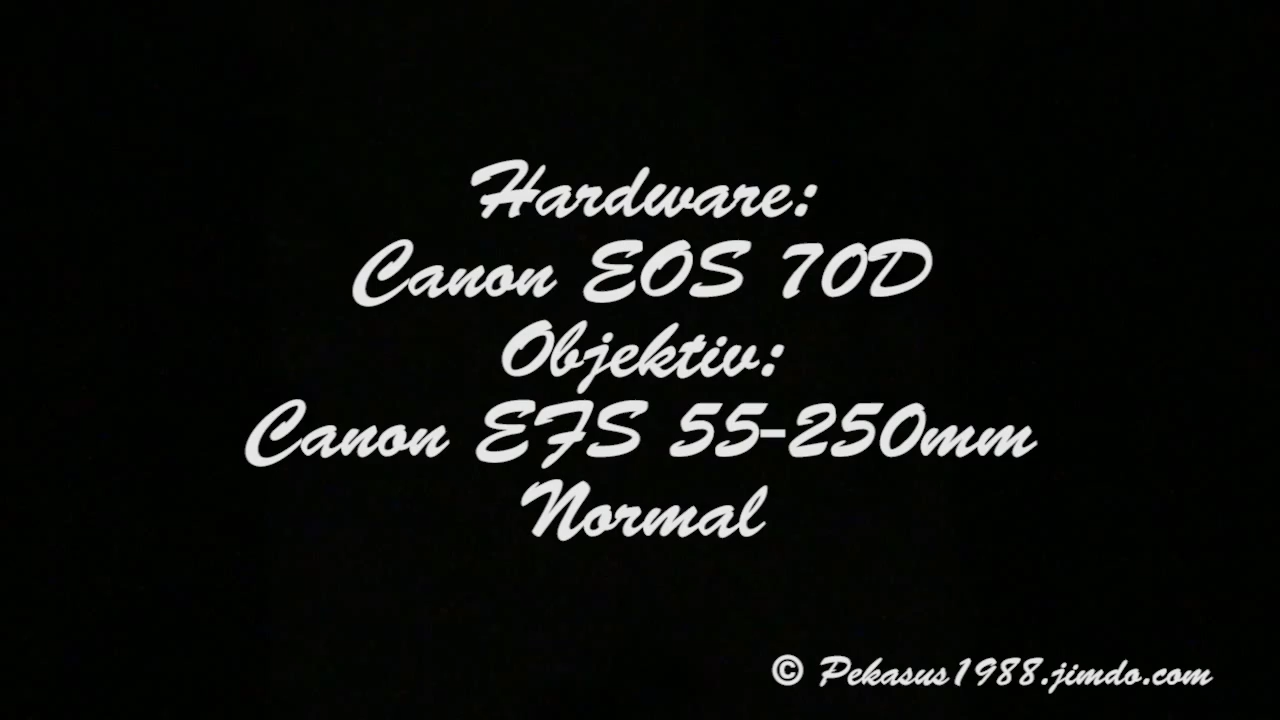 Hardware:
Canon EOS 70D
Objektiv:
Canon EFS 55-250mm
Normal
© Pekasus1988.jimdo.com